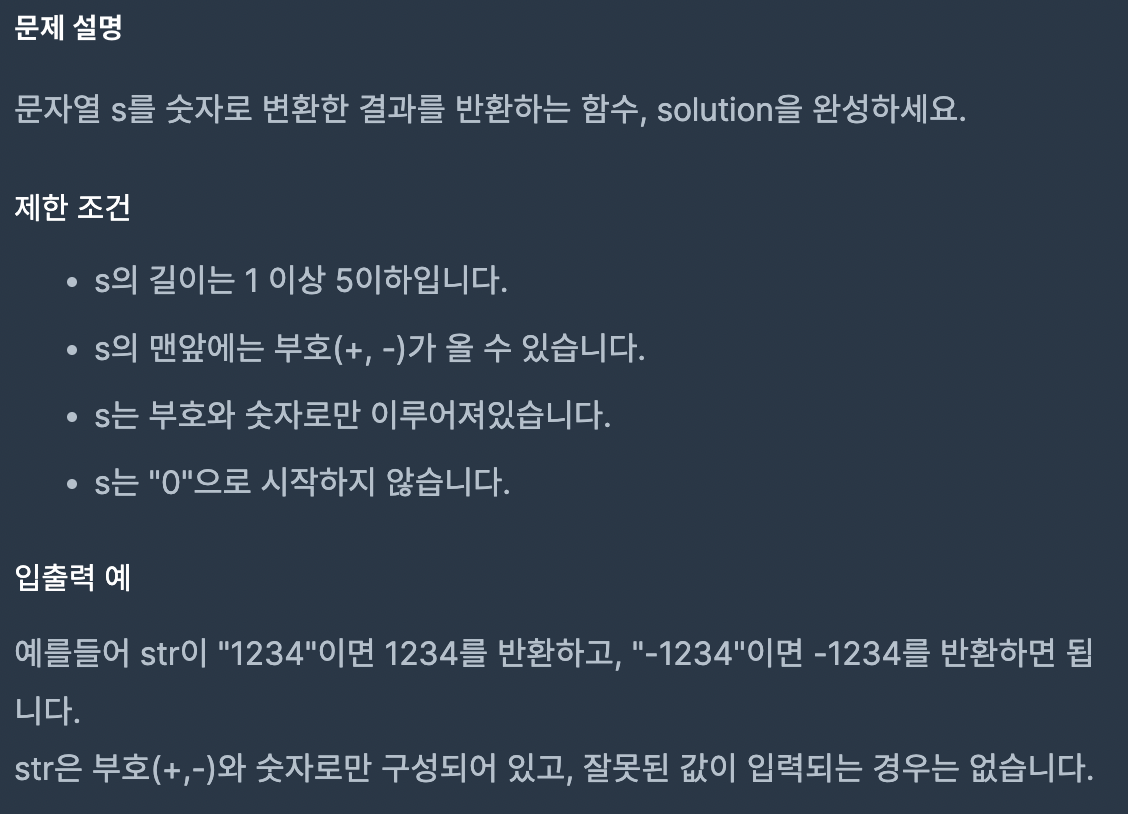 문제 설명
문자열 s를 숫자로 변환한 결과를 반환하는 함수, solution을 완성하세요.
제한 조건
• s의 길이는 1 이상 5이하입니다.
• s의 맨앞에는 부호(+, -)가 올 수 있습니다.
• s는 부호와 숫자로만 이루어져있습니다.
• s는 "0"으로 시작하지 않습니다.
입출력 예
예를들어 str이 "1234"이면 1234를 반환하고, "-1234"이면 -1234를 반환하면 됩
니다.
str은 부호(+,-)와 숫자로만 구성되어 있고, 잘못된 값이 입력되는 경우는 없습니다.